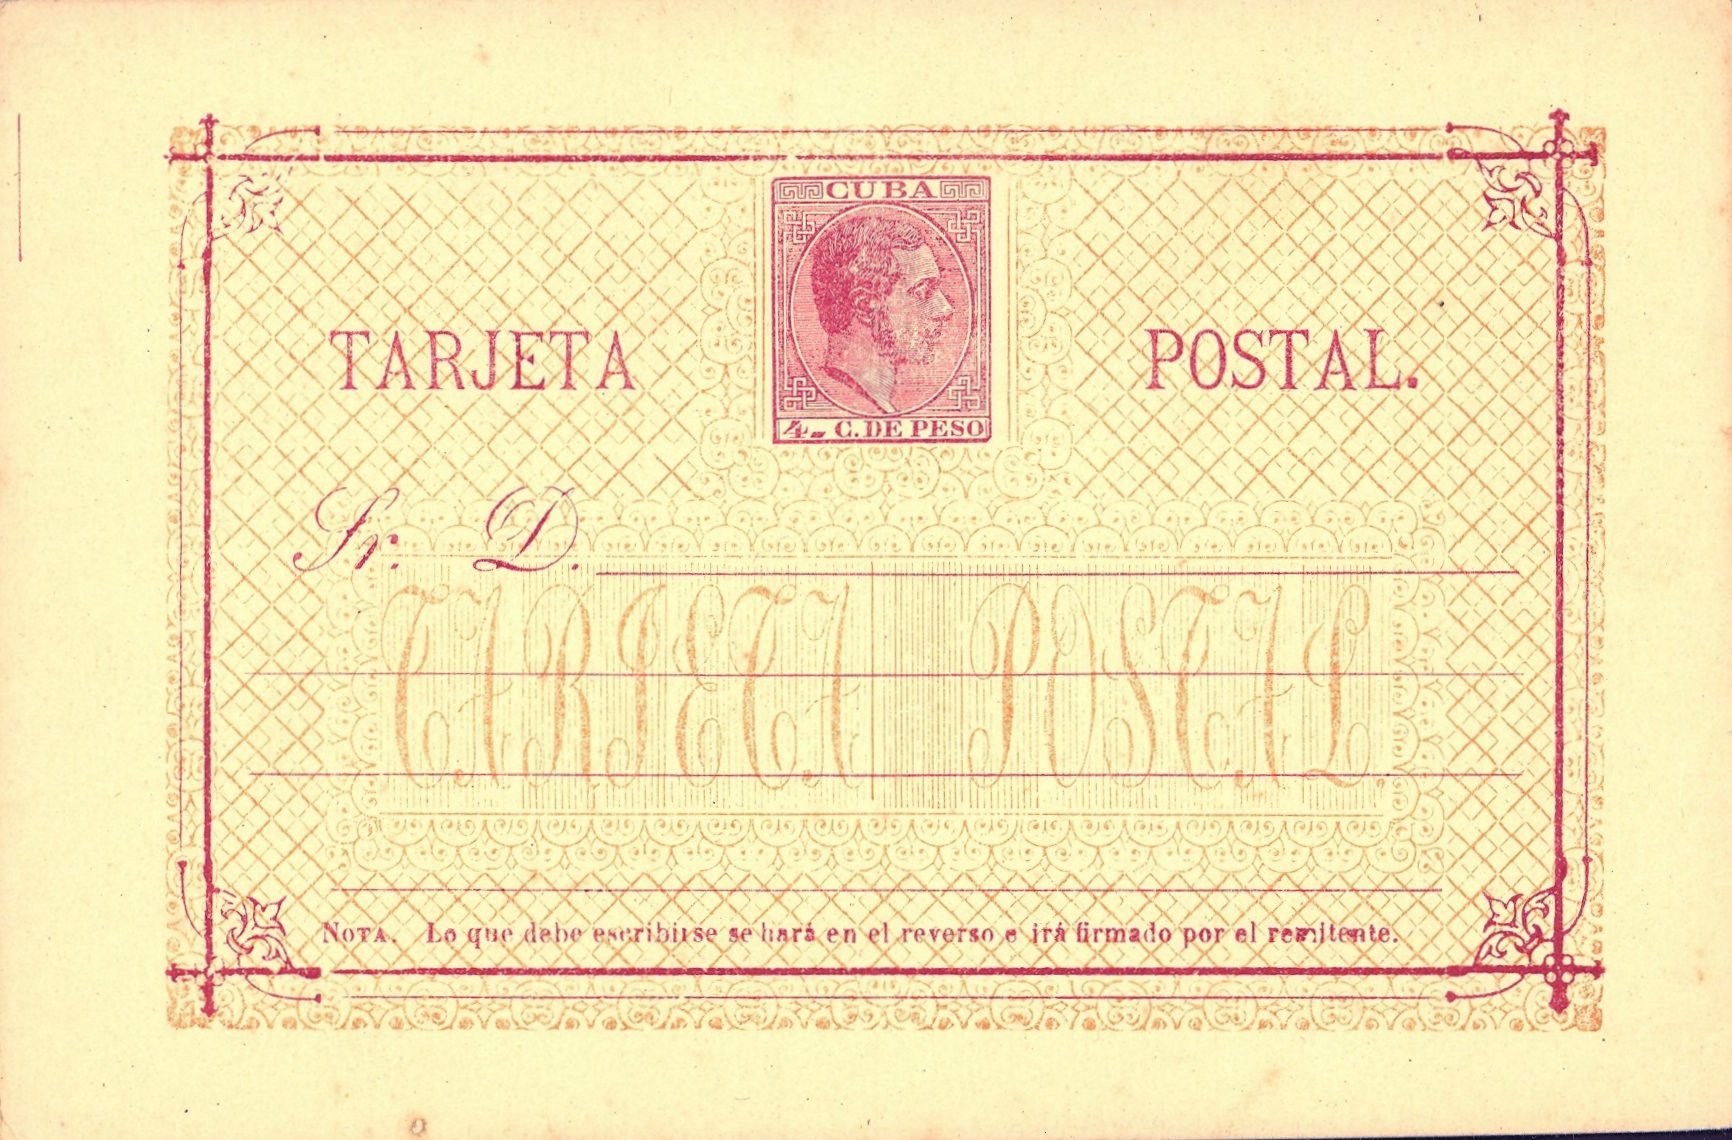 CUBA
TARJETA POSTAL.
4 C. DE PESO
Sr. D.
TARJETA POSTAL.
NOTA. Lo que debe escribirse se hará en el reverso e irá firmado por el remitente.